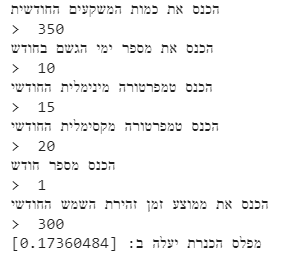 הכנס את כמות המשקעים החודשית
> 350
הכנס את מספר ימי הגשם בחודש
> 10
הכנס טמפרטורה מינימלית החודשי
> 15
הכנס טמפרטורה מקסימלית החודשי
> 20
הכנס מספר חודש
> 1
הכנס את ממוצע זמן זהירת השמש החודשי
> 300
מפלס הכנרת יעלה ב: [0.17360484]